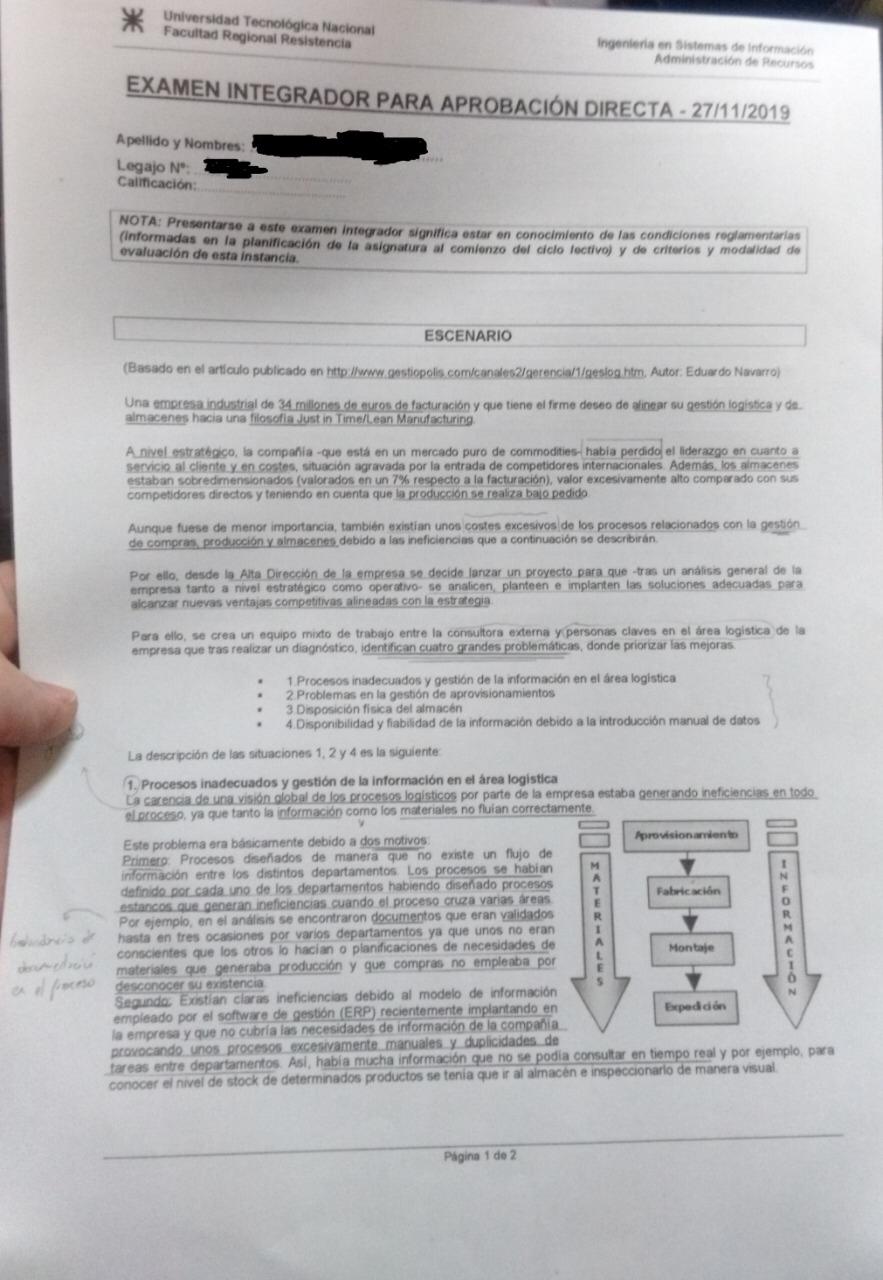 Universidad Tecnológica Nacional
Facultad Regional Resistencia
Ingeniería en Sistemas de Información
Administración de Recursos
EXAMEN INTEGRADOR PARA APROBACIÓN DIRECTA - 27/11/2019
Apellido y Nombres:
Legajo Nº:
Calificación:
NOTA: Presentarse a este examen integrador significa estar en conocimiento de las condiciones reglamentarias
(informadas en la planificación de la asignatura al comienzo del ciclo lectivo) y de criterios y modalidad de
evaluación de esta instancia.
ESCENARIO
(Basado en el artículo publicado en http://www.gestiopolis.com/canales2/gerencia/1/geslog.htm, Autor: Eduardo Navarro)
Una empresa industrial de 34 millones de euros de facturación y que tiene el firme deseo de alinear su gestión logística y de
almacenes hacia una filosofía Just in Time/Lean Manufacturing.
A nivel estratégico, la compañía -que está en un mercado puro de commodities- había perdido el liderazgo en cuanto a
servicio al cliente y en costes, situación agravada por la entrada de competidores internacionales. Además, los almacenes
estaban sobredimensionados (valorados en un 7% respecto a la facturación), valor excesivamente alto comparado con sus
competidores directos y teniendo en cuenta que la producción se realiza bajo pedido.
Aunque fuese de menor importancia, también existían unos costes excesivos de los procesos relacionados con la gestión
de compras, producción y almacenes debido a las ineficiencias que a continuación se describirán.
Por ello, desde la Alta Dirección de la empresa se decide lanzar un proyecto para que -tras un análisis general de la
empresa tanto a nivel estratégico como operativo- se analicen, planteen e implanten las soluciones adecuadas para
alcanzar nuevas ventajas competitivas alineadas con la estrategia.
Para ello, se crea un equipo mixto de trabajo entre la consultora externa y personas claves en el área logística de la
empresa que tras realizar un diagnóstico, identifican cuatro grandes problemáticas, donde priorizar las mejoras.
• 1.Procesos inadecuados y gestión de la información en el área logística
• 2.Problemas en la gestión de aprovisionamientos
• 3.Disposición física del almacén
• 4.Disponibilidad y fiabilidad de la información debido a la introducción manual de datos
La descripción de las situaciones 1, 2 y 4 es la siguiente:
1. Procesos inadecuados y gestión de la información en el área logística
La carencia de una visión global de los procesos logísticos por parte de la empresa estaba generando ineficiencias en todo
el proceso, ya que tanto la información como los materiales no fluían correctamente.
Este problema era básicamente debido a dos motivos:
Primero: Procesos diseñados de manera que no existe un flujo de
información entre los distintos departamentos. Los procesos se habían
definido por cada uno de los departamentos habiendo diseñado procesos
estancos que generan ineficiencias cuando el proceso cruza varias áreas.
Por ejemplo, en el análisis se encontraron documentos que eran validados
hasta en tres ocasiones por varios departamentos ya que unos no eran
conscientes que los otros lo hacían o planificaciones de necesidades de
materiales que generaba producción y que compras no empleaba por
desconocer su existencia.
Segundo: Existían claras ineficiencias debido al modelo de información
empleado por el software de gestión (ERP) recientemente implantando en
la empresa y que no cubría las necesidades de información de la compañía
provocando unos procesos excesivamente manuales y duplicidades de
tareas entre departamentos. Así, había mucha información que no se podía consultar en tiempo real y por ejemplo, para
conocer el nivel de stock de determinados productos se tenía que ir al almacén e inspeccionarlo de manera visual.
MATERIALES
Aprovisionamiento
Fabricación
Montaje
Expedición
INFORMACIÓN
de
en el proceso
Página 1 de 2